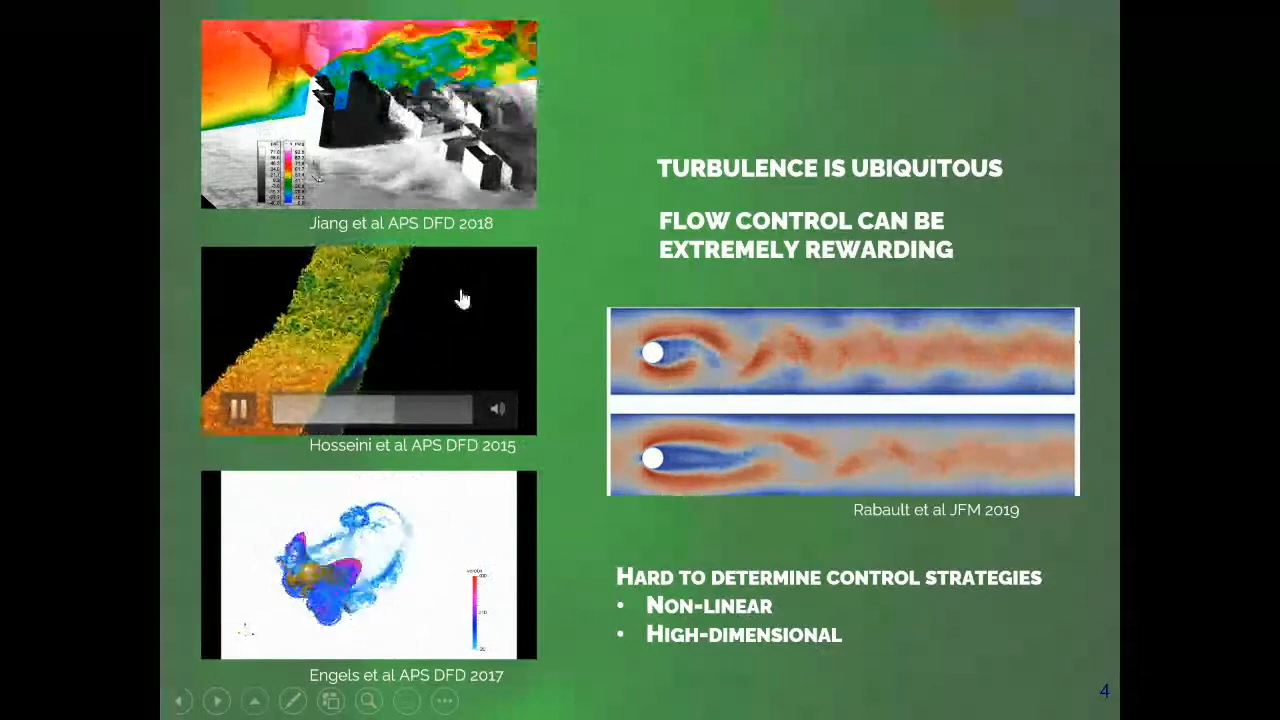 Jiang et al APS DFD 2018
Hosseini et al APS DFD 2015
Engels et al APS DFD 2017
TURBULENCE IS UBIQUITOUS
FLOW CONTROL CAN BE
EXTREMELY REWARDING
Rabault et al JFM 2019
HARD TO DETERMINE CONTROL STRATEGIES
• NON-LINEAR
• HIGH-DIMENSIONAL
4